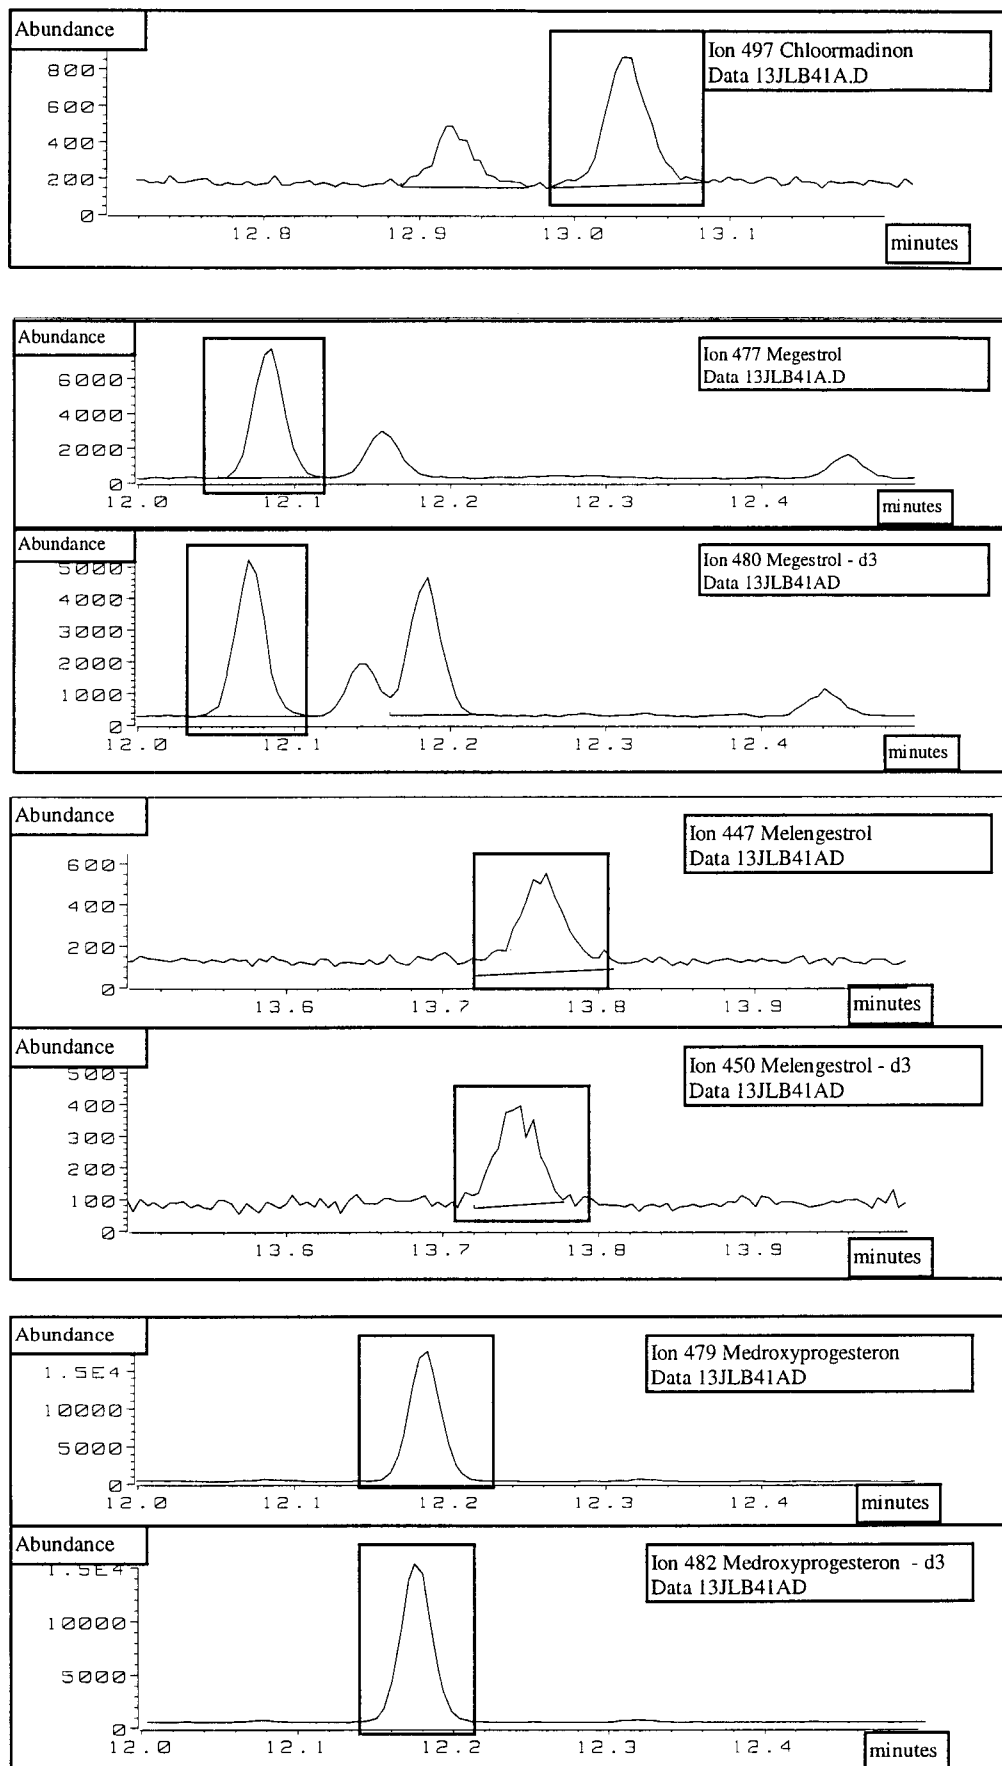 Abundance
Ion 497 Chloormadinon
Data 13JLB41A.D
800
600
400
200
0
12.8 12.9 13.0 13.1
minutes
Abundance
Ion 477 Megestrol
Data 13JLB41A.D
6000
4000
2000
0
12.0 12.1 12.2 12.3 12.4
minutes
Abundance
Ion 480 Megestrol - d3
Data 13JLB41AD
5000
4000
3000
2000
1000
0
12.0 12.1 12.2 12.3 12.4
minutes
Abundance
Ion 447 Melengestrol
Data 13JLB41AD
600
400
200
0
13.6 13.7 13.8 13.9
minutes
Abundance
Ion 450 Melengestrol - d3
Data 13JLB41AD
500
400
300
200
100
0
13.6 13.7 13.8 13.9
minutes
Abundance
Ion 479 Medroxyprogesteron
Data 13JLB41AD
1.5E4
10000
5000
0
12.0 12.1 12.2 12.3 12.4
minutes
Abundance
Ion 482 Medroxyprogesteron - d3
Data 13JLB41AD
1.5E4
10000
5000
0
12.0 12.1 12.2 12.3 12.4
minutes